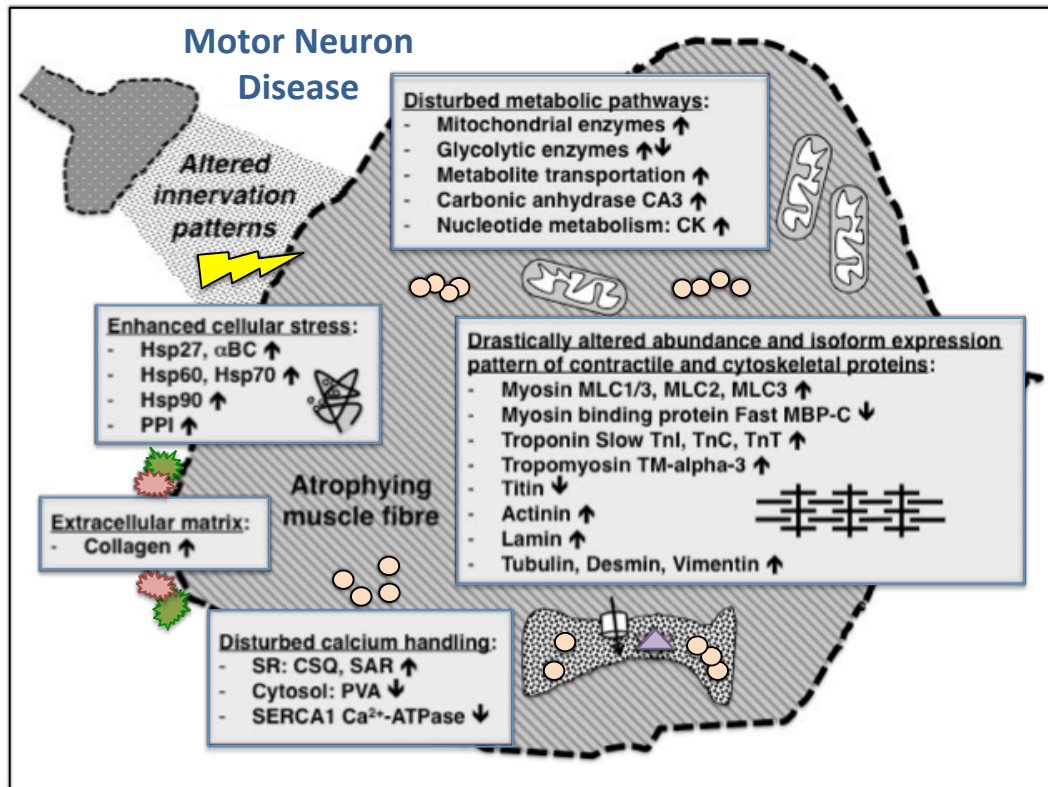 Motor Neuron
Disease
Altered
innervation
patterns
Disturbed metabolic pathways:
- Mitochondrial enzymes ↑
- Glycolytic enzymes ↑↓
- Metabolite transportation ↑
- Carbonic anhydrase CA3 ↑
- Nucleotide metabolism: CK ↑
Enhanced cellular stress:
- Hsp27, αBC ↑
- Hsp60, Hsp70 ↑
- Hsp90 ↑
- PPI ↑
Drastically altered abundance and isoform expression
pattern of contractile and cytoskeletal proteins:
- Myosin MLC1/3, MLC2, MLC3 ↑
- Myosin binding protein Fast MBP-C ↓
- Troponin Slow TnI, TnC, TnT ↑
- Tropomyosin TM-alpha-3 ↑
- Titin ↓
- Actinin ↑
- Lamin ↑
- Tubulin, Desmin, Vimentin ↑
Atrophying
muscle fibre
Extracellular matrix:
- Collagen ↑
Disturbed calcium handling:
- SR: CSQ, SAR ↑
- Cytosol: PVA ↓
- SERCA1 Ca²⁺-ATPase ↓